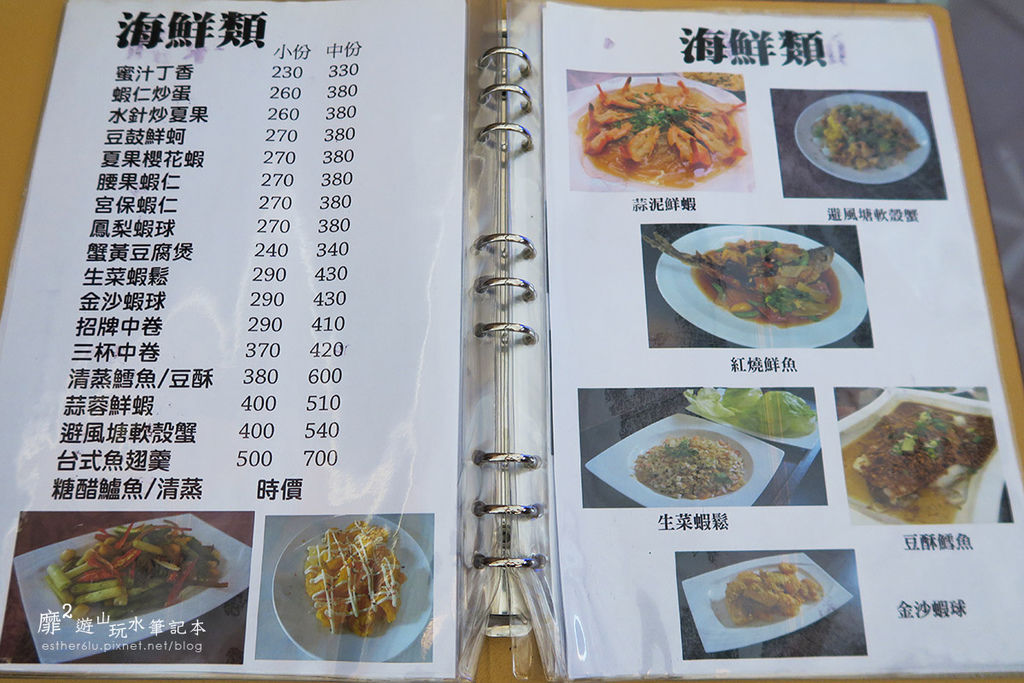 海鮮類
小份 中份
蜜汁丁香 230 330
蝦仁炒蛋 260 380
水針炒夏果 260 380
豆鼓鮮蚵 270 380
夏果櫻花蝦 270 380
腰果蝦仁 270 380
宮保蝦仁 270 380
鳳梨蝦球 270 380
蟹黃豆腐煲 240 340
生菜蝦鬆 290 430
金沙蝦球 290 430
招牌中卷 290 410
三杯中卷 370 420
清蒸鱈魚/豆酥 380 600
蒜蓉鮮蝦 400 510
避風塘軟殼蟹 400 540
台式魚翅羹 500 700
糖醋鱸魚/清蒸 時價
靡2遊山玩水筆記本
esther6lu.pixnet.net/blog
海鮮類
蒜泥鮮蝦
避風塘軟殼蟹
紅燒鮮魚
生菜蝦鬆
豆酥鱈魚
金沙蝦球